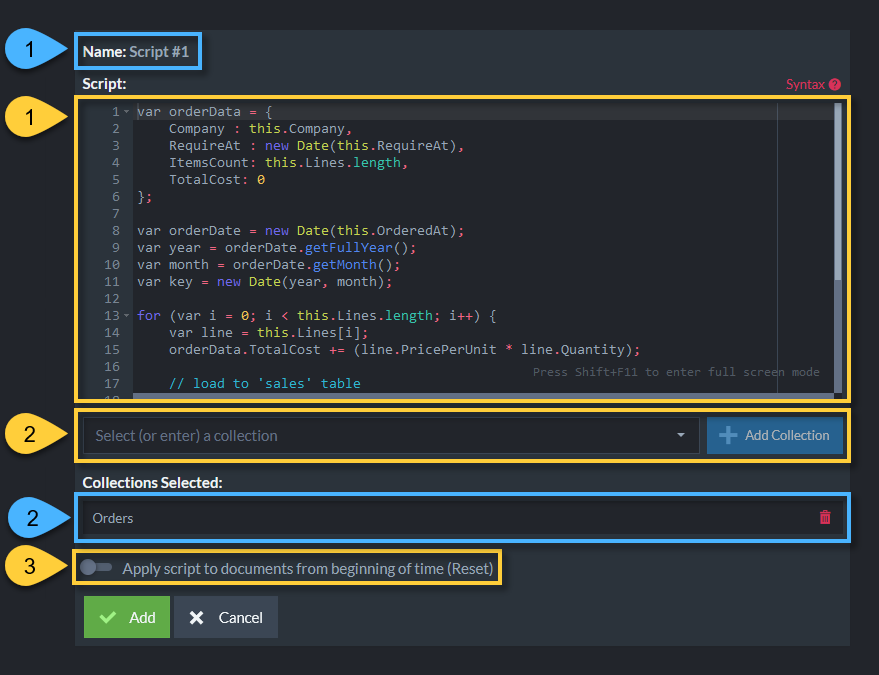 1
Name: Script #1
Script:
Syntax ?
1
1 var orderData = {
2     Company : this.Company,
3     RequireAt : new Date(this.RequireAt),
4     ItemsCount: this.Lines.length,
5     TotalCost: 0
6 };
7
8 var orderDate = new Date(this.OrderedAt);
9 var year = orderDate.getFullYear();
10 var month = orderDate.getMonth();
11 var key = new Date(year, month);
12
13 for (var i = 0; i < this.Lines.length; i++) {
14     var line = this.Lines[i];
15     orderData.TotalCost += (line.PricePerUnit * line.Quantity);
16
Press Shift+F11 to enter full screen mode
17     // load to 'sales' table
18
2
Select (or enter) a collection
Add Collection
Collections Selected:
2
Orders
3
Apply script to documents from beginning of time (Reset)
Add
Cancel